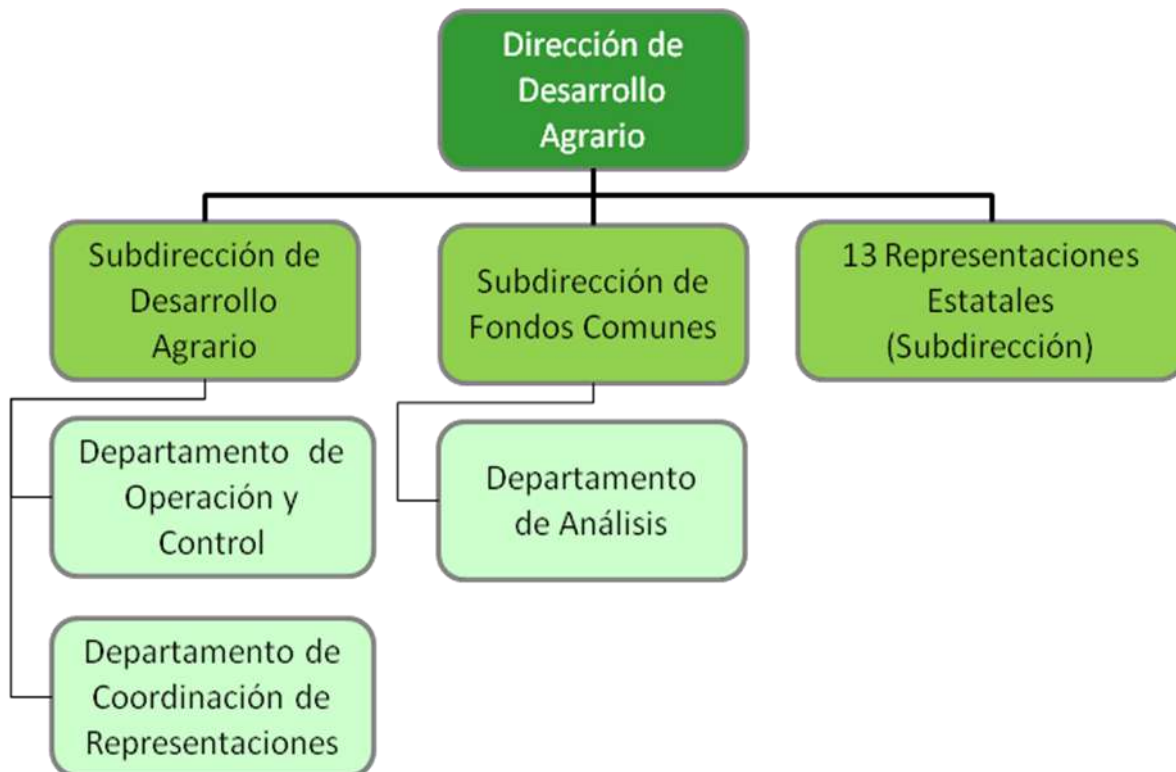 Dirección de
Desarrollo
Agrario
Subdirección de
Desarrollo
Agrario
Subdirección de
Fondos Comunes
13 Representaciones
Estatales
(Subdirección)
Departamento de
Operación y
Control
Departamento
de Análisis
Departamento de
Coordinación de
Representaciones